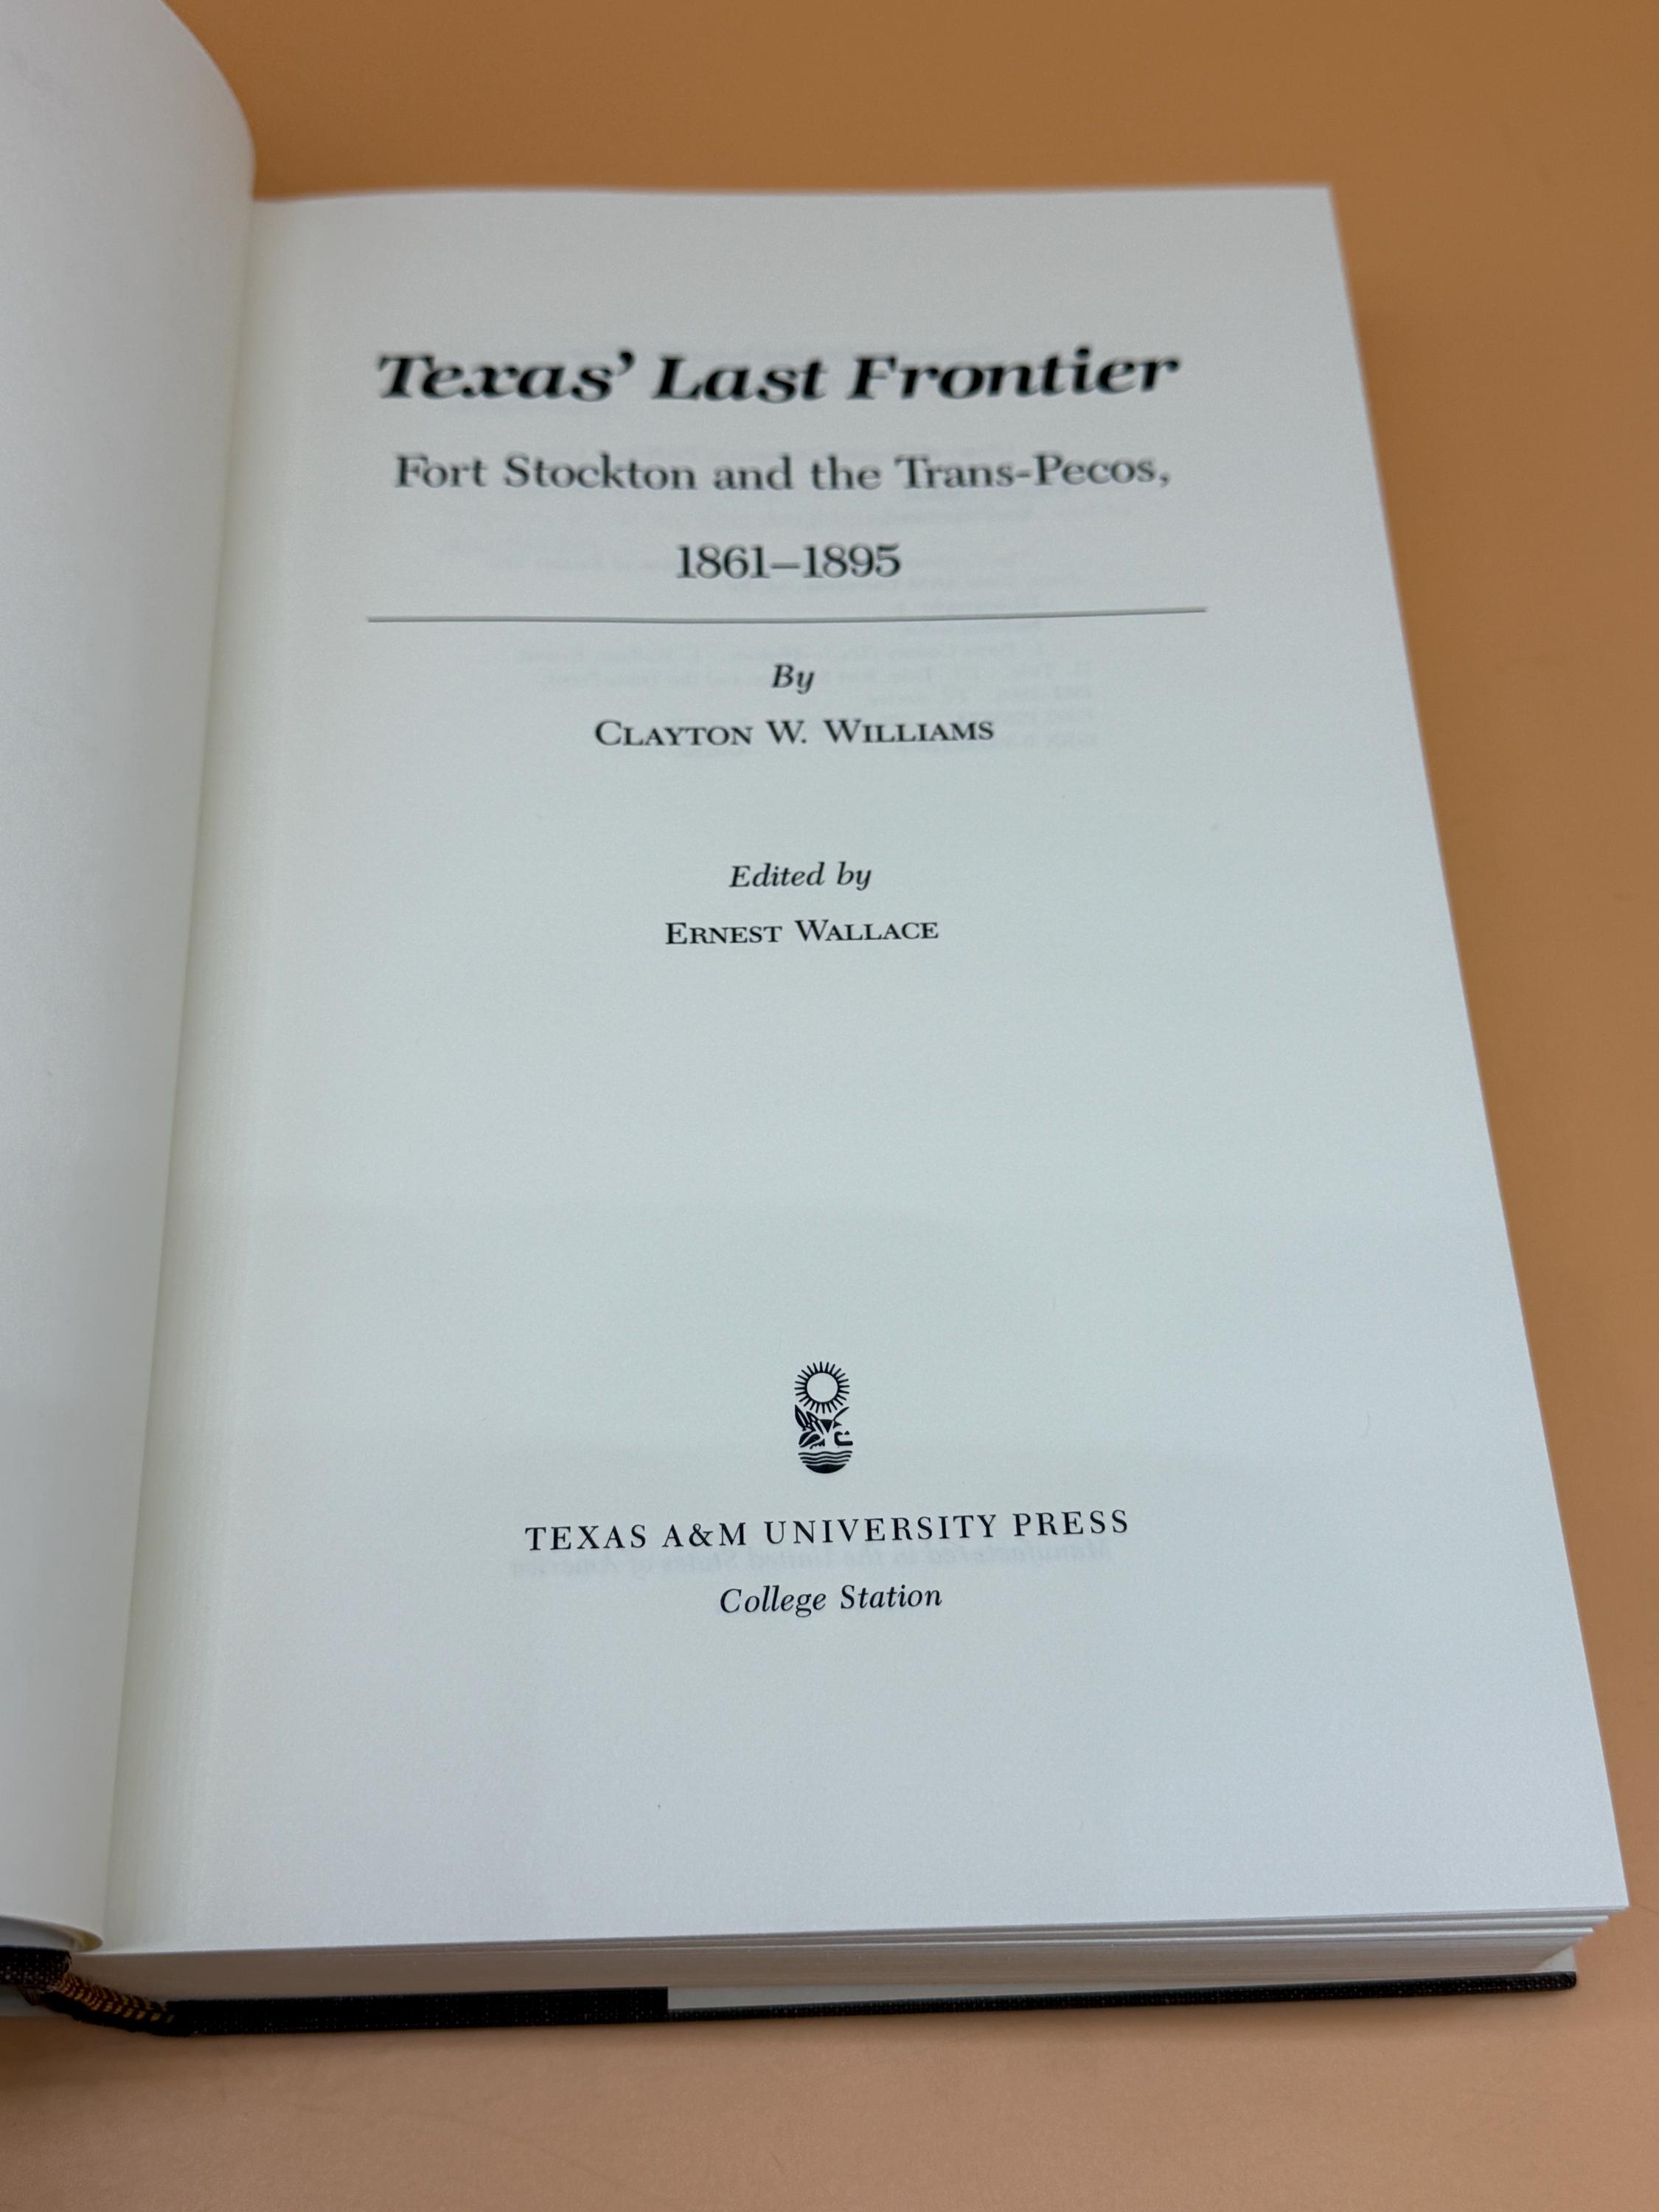 Texas' Last Frontier
Fort Stockton and the Trans-Pecos,
1861–1895
By
CLAYTON W. WILLIAMS
Edited by
ERNEST WALLACE
TEXAS A&M UNIVERSITY PRESS
College Station